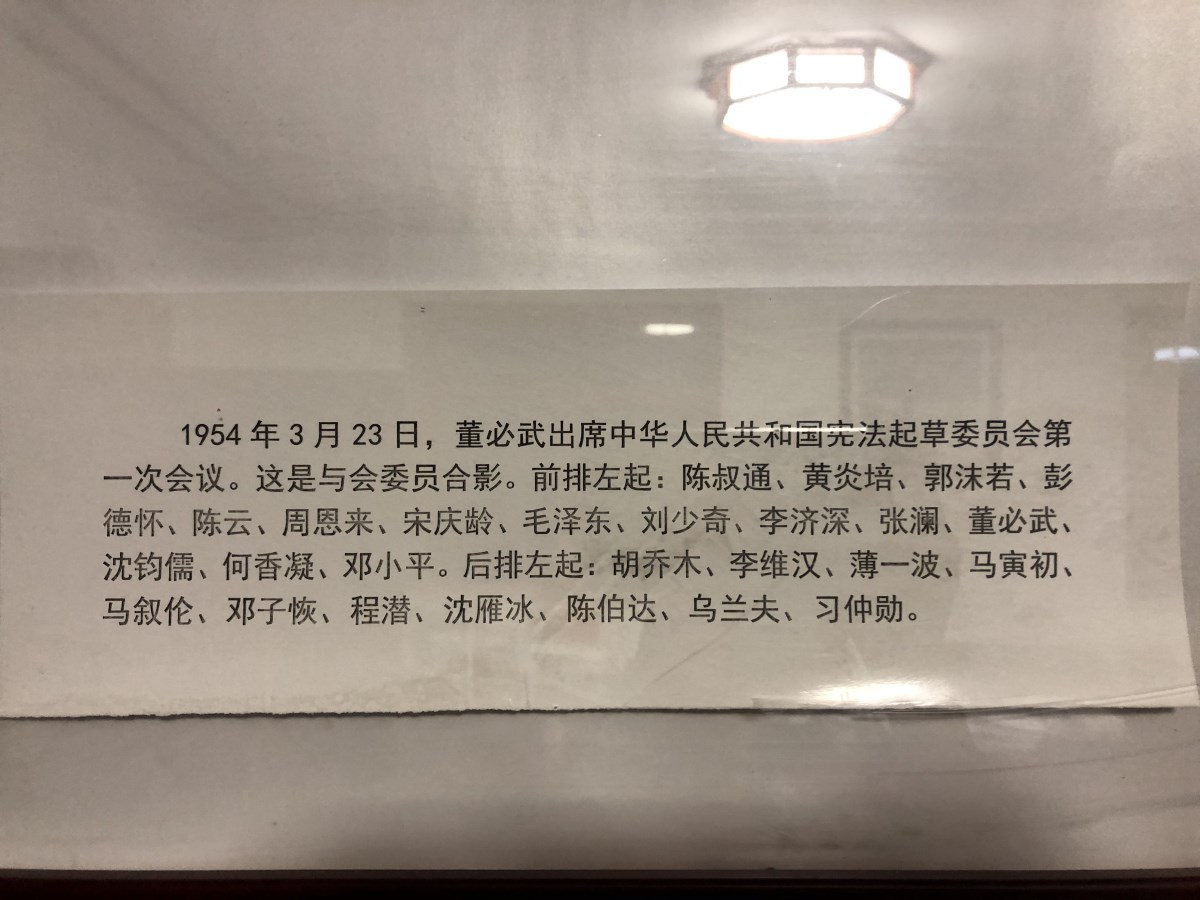 1954 年 3 月 23 日，董必武出席中华人民共和国宪法起草委员会第
一次会议。这是与会委员合影。前排左起：陈叔通、黄炎培、郭沫若、彭
德怀、陈云、周恩来、宋庆龄、毛泽东、刘少奇、李济深、张澜、董必武、
沈钧儒、何香凝、邓小平。后排左起：胡乔木、李维汉、薄一波、马寅初、
马叙伦、邓子恢、程潜、沈雁冰、陈伯达、乌兰夫、习仲勋。